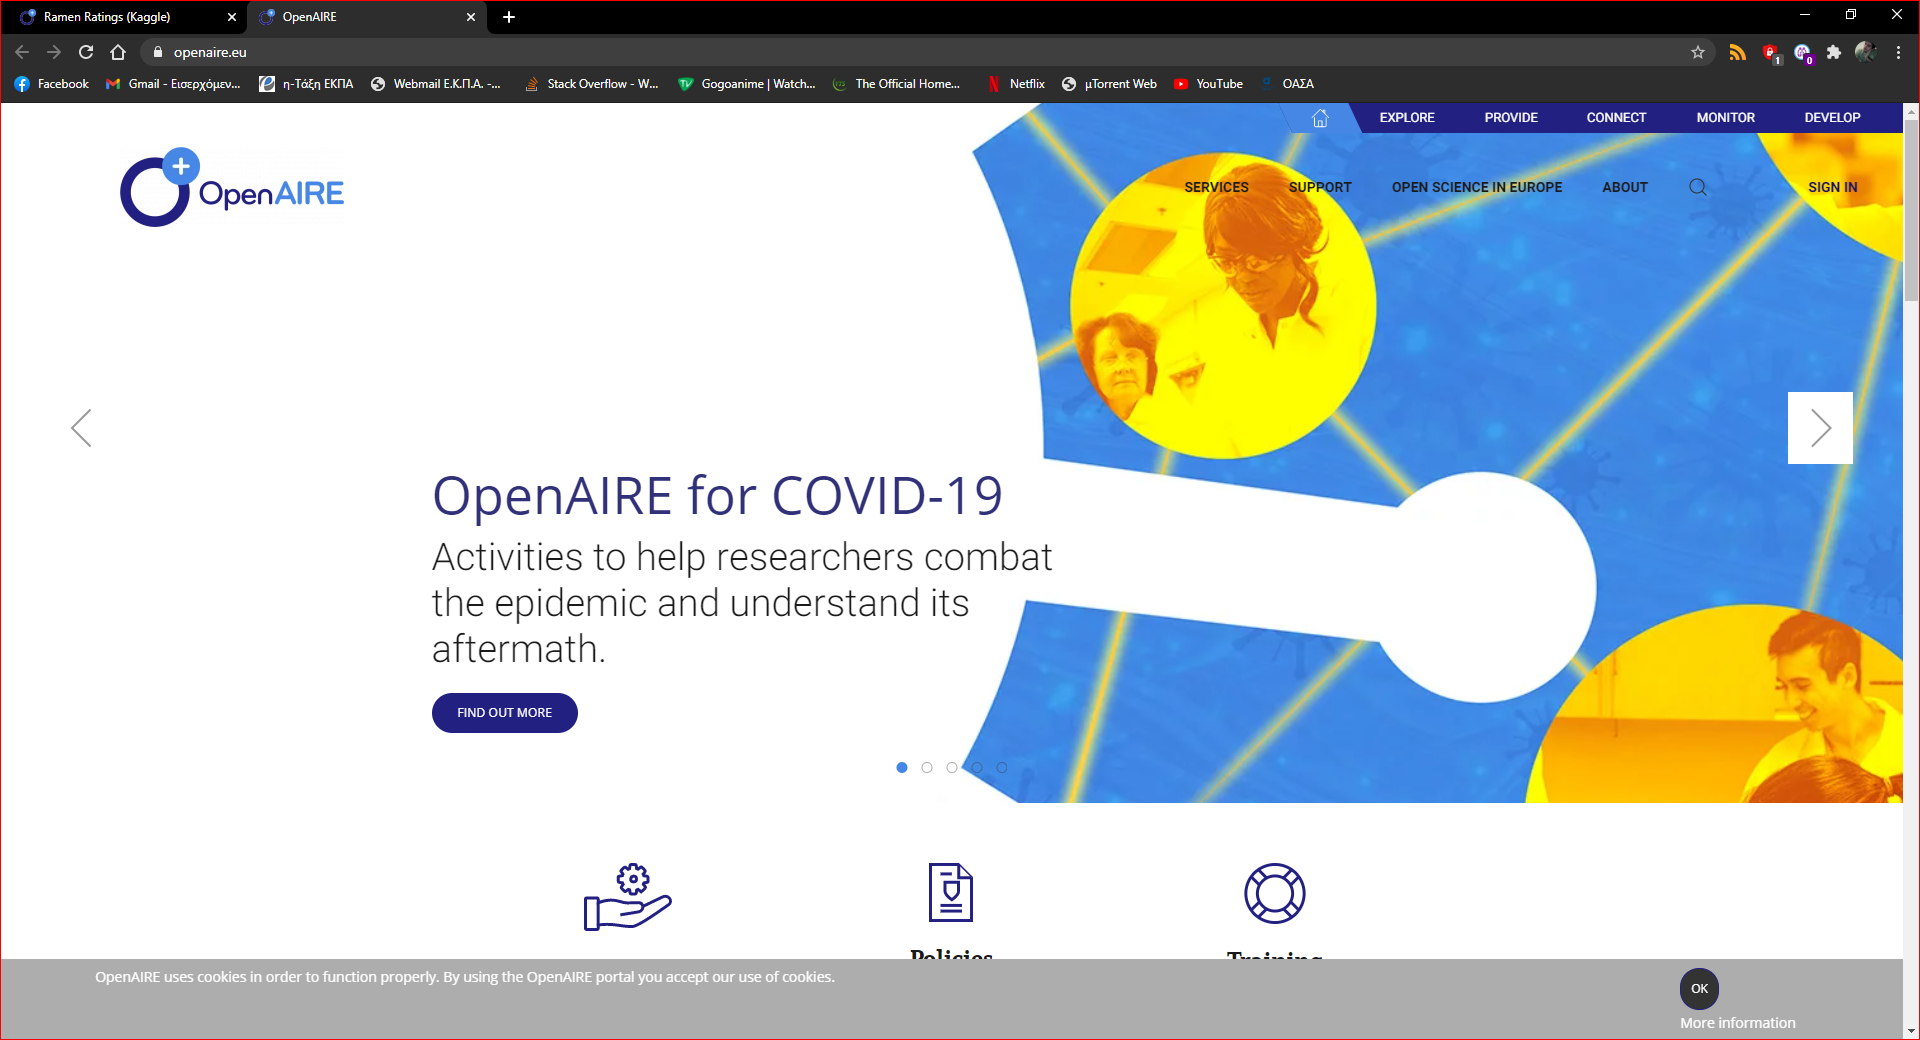 Ramen Ratings (Kaggle)
OpenAIRE
openaire.eu
1
0
Facebook
Gmail - Εισερχόμεν...
η-Τάξη ΕΚΠΑ
Webmail Ε.Κ.Π.Α. -...
Stack Overflow - W...
Gogoanime | Watch...
The Official Home...
Netflix
μTorrent Web
YouTube
ΟΑΣΑ
EXPLORE
PROVIDE
CONNECT
MONITOR
DEVELOP
OpenAIRE
SERVICES
SUPPORT
OPEN SCIENCE IN EUROPE
ABOUT
SIGN IN
OpenAIRE for COVID-19
Activities to help researchers combat
the epidemic and understand its
aftermath.
FIND OUT MORE
Policies
Training
OpenAIRE uses cookies in order to function properly. By using the OpenAIRE portal you accept our use of cookies.
OK
More information